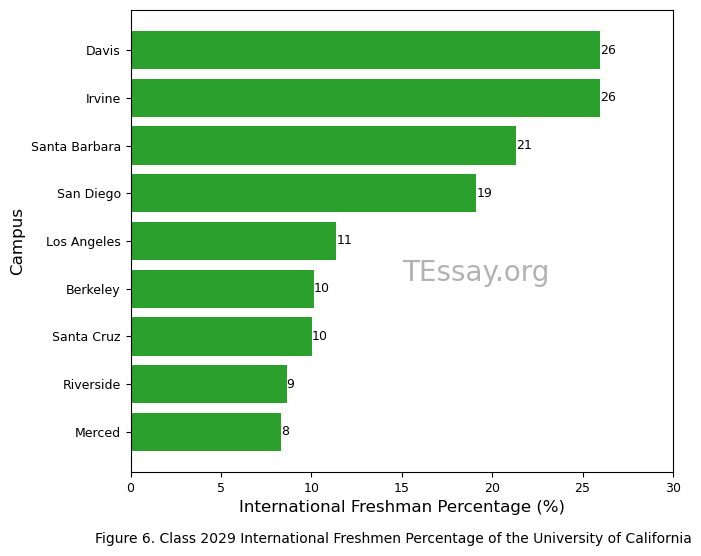 Davis 26
Irvine 26
Santa Barbara 21
San Diego 19
Los Angeles 11
Berkeley 10
Santa Cruz 10
Riverside 9
Merced 8
Campus
TEssay.org
0 5 10 15 20 25 30
International Freshman Percentage (%)
Figure 6. Class 2029 International Freshmen Percentage of the University of California